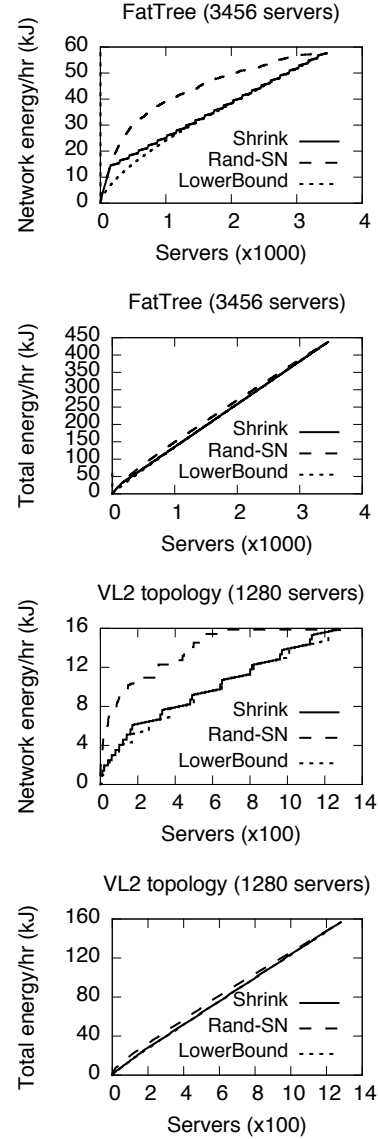 FatTree (3456 servers)
Network energy/hr (kJ)
60
50
40
30
20
10
0
Shrink
Rand-SN
LowerBound
0 1 2 3 4
Servers (x1000)
FatTree (3456 servers)
Total energy/hr (kJ)
450
400
350
300
250
200
150
100
50
0
Shrink
Rand-SN
LowerBound
0 1 2 3 4
Servers (x1000)
VL2 topology (1280 servers)
Network energy/hr (kJ)
16
12
8
4
0
Shrink
Rand-SN
LowerBound
0 2 4 6 8 10 12 14
Servers (x100)
VL2 topology (1280 servers)
Total energy/hr (kJ)
160
120
80
40
0
Shrink
Rand-SN
LowerBound
0 2 4 6 8 10 12 14
Servers (x100)